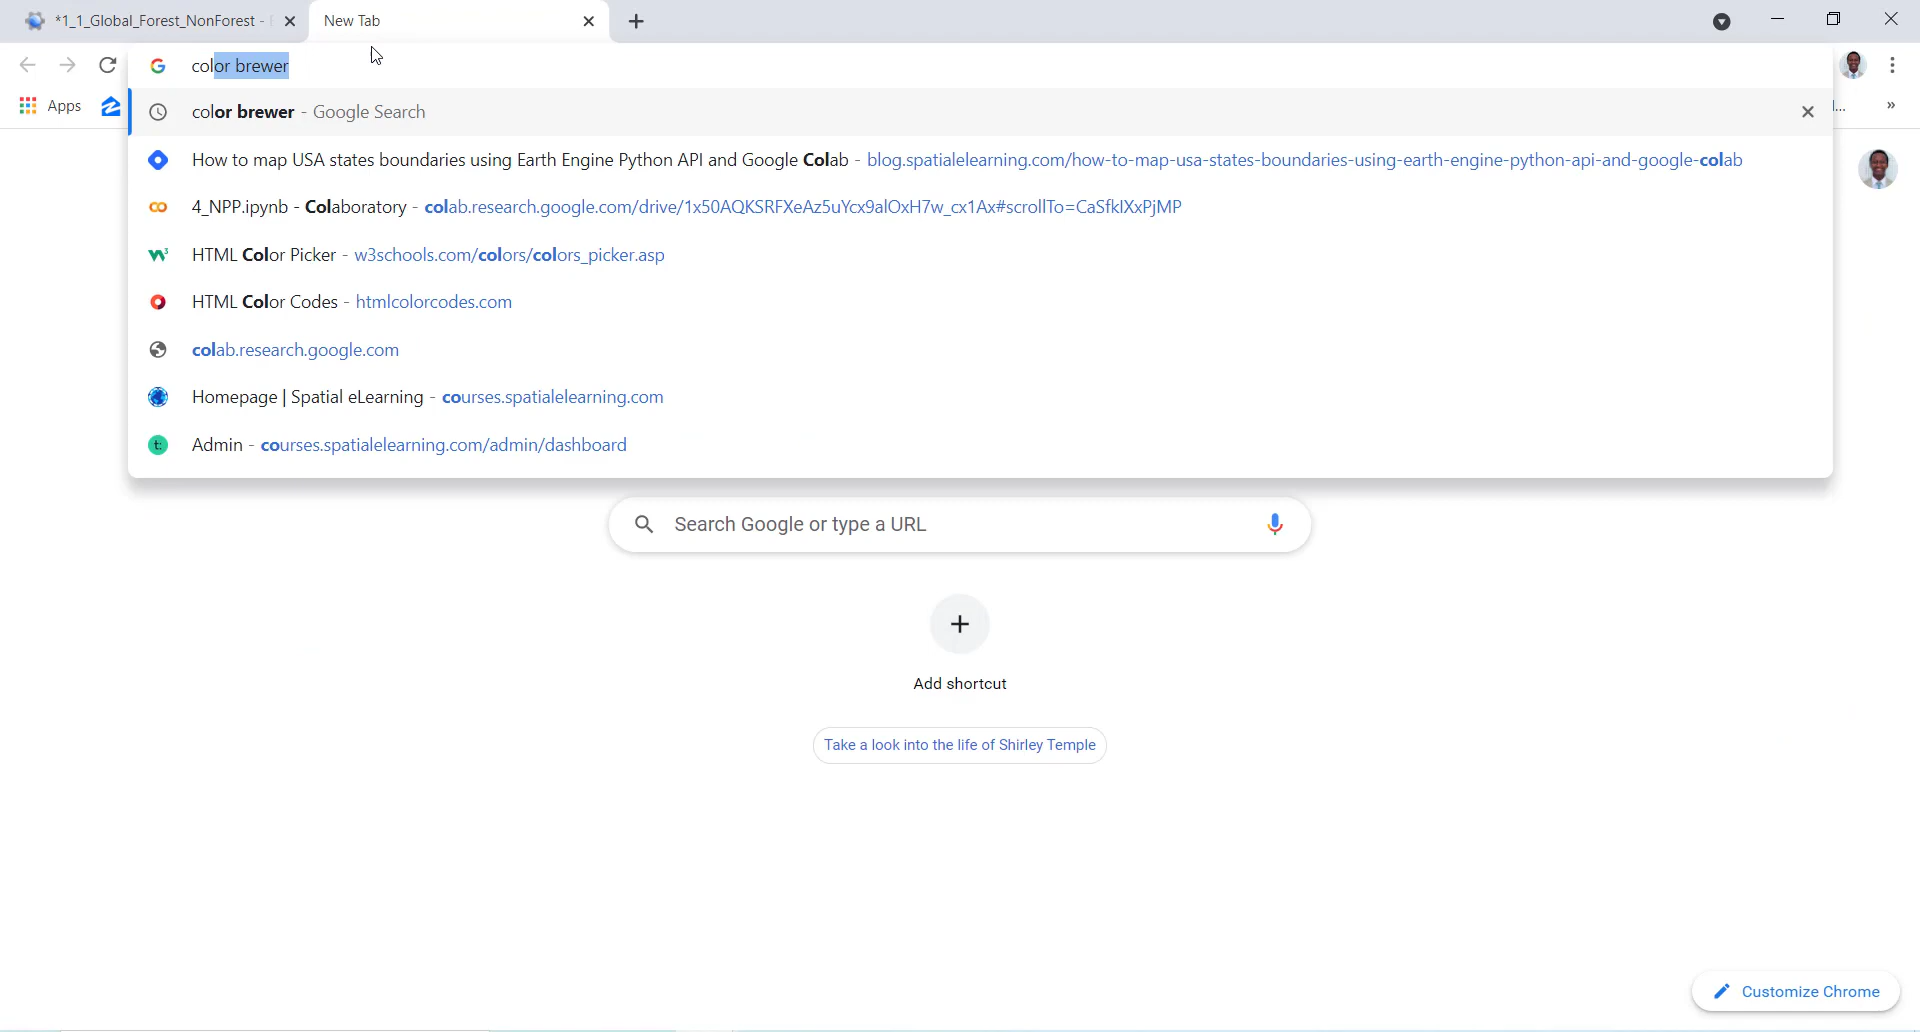 *1_1_Global_Forest_NonForest -
New Tab
color brewer
Apps
color brewer - Google Search
How to map USA states boundaries using Earth Engine Python API and Google Colab - blog.spatialelearning.com/how-to-map-usa-states-boundaries-using-earth-engine-python-api-and-google-colab
4_NPP.ipynb - Colaboratory - colab.research.google.com/drive/1x50AQKSRFXeAz5uYcx9alOxH7w_cx1Ax#scrollTo=CaSfklXxPjMP
HTML Color Picker - w3schools.com/colors/colors_picker.asp
HTML Color Codes - htmlcolorcodes.com
colab.research.google.com
Homepage | Spatial eLearning - courses.spatialelearning.com
Admin - courses.spatialelearning.com/admin/dashboard
Search Google or type a URL
Add shortcut
Take a look into the life of Shirley Temple
Customize Chrome